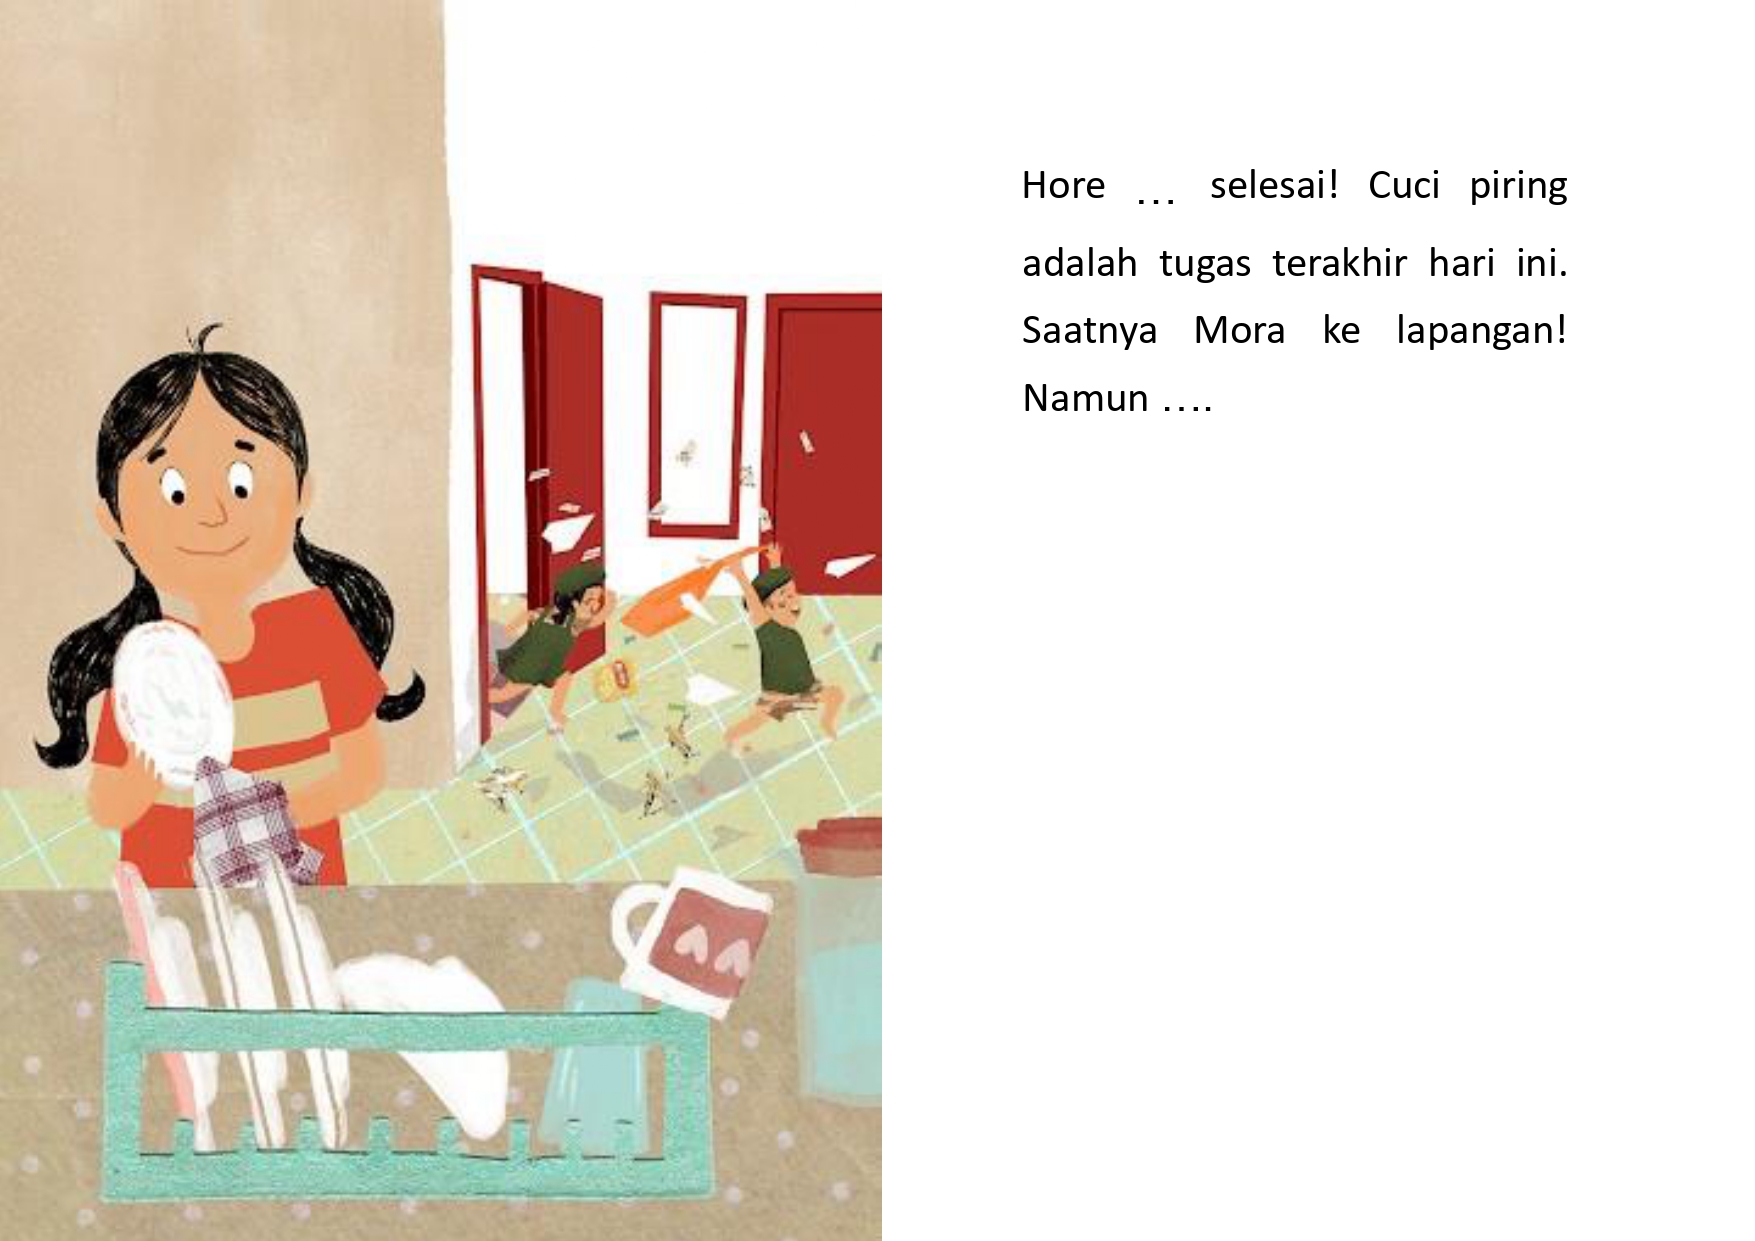 Hore … selesai! Cuci piring
adalah tugas terakhir hari ini.
Saatnya Mora ke lapangan!
Namun ….